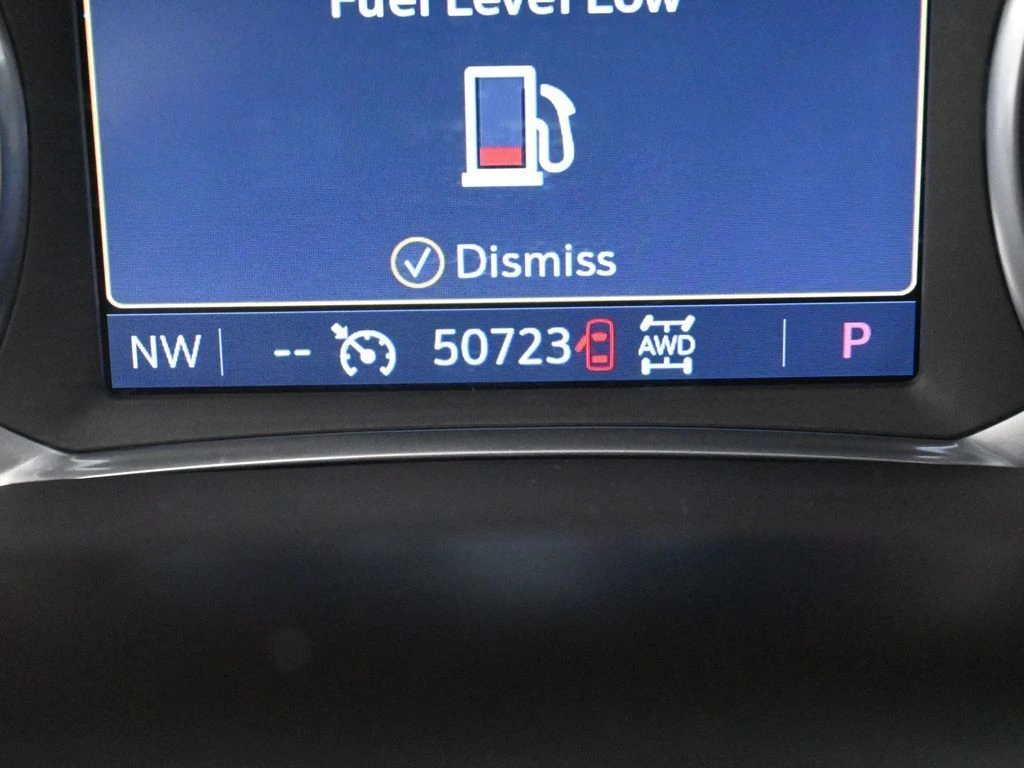 Fuel Level Low
Dismiss
NW -- 50723 AWD P